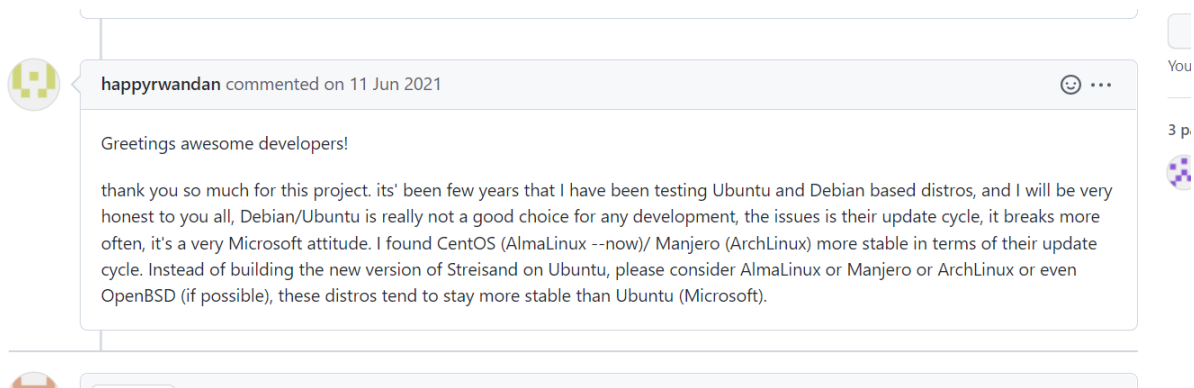 happyrwandan commented on 11 Jun 2021
You
3 pa
Greetings awesome developers!
thank you so much for this project. its' been few years that I have been testing Ubuntu and Debian based distros, and I will be very
honest to you all, Debian/Ubuntu is really not a good choice for any development, the issues is their update cycle, it breaks more
often, it's a very Microsoft attitude. I found CentOS (AlmaLinux --now)/ Manjero (ArchLinux) more stable in terms of their update
cycle. Instead of building the new version of Streisand on Ubuntu, please consider AlmaLinux or Manjero or ArchLinux or even
OpenBSD (if possible), these distros tend to stay more stable than Ubuntu (Microsoft).